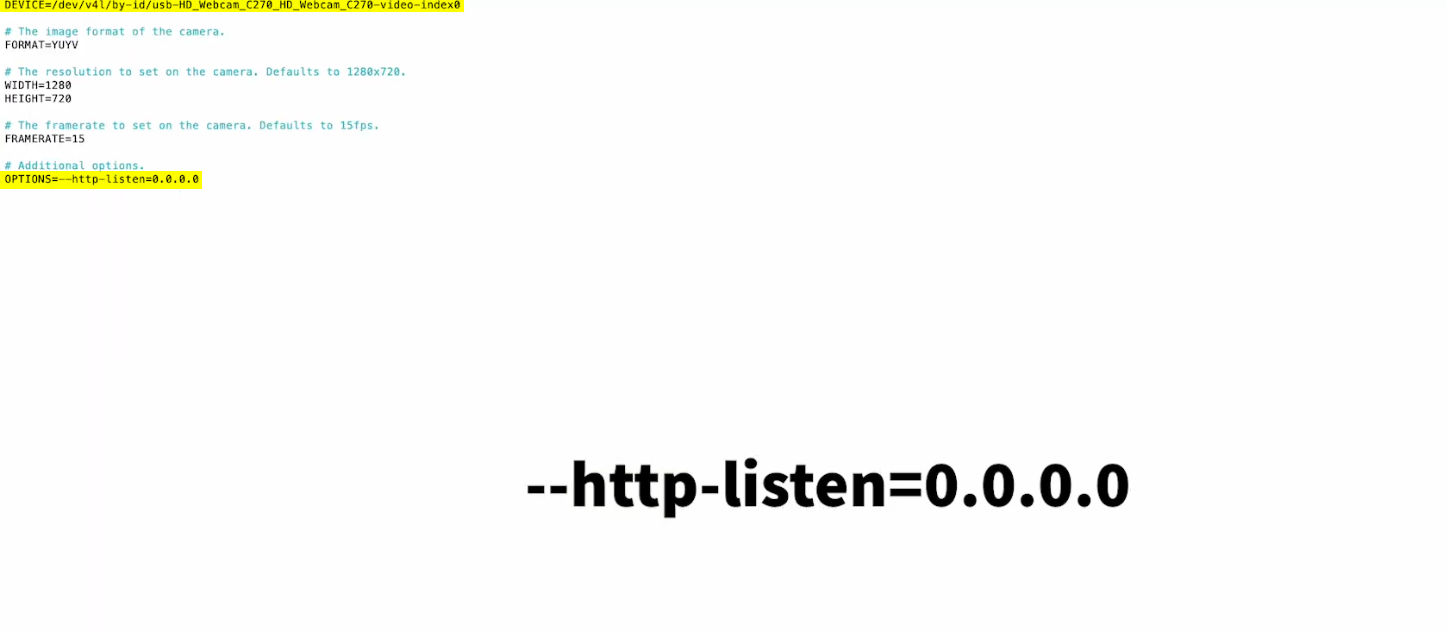 DEVICE=/dev/v4l/by-id/usb-HD_Webcam_C270_HD_Webcam_C270-video-index0
# The image format of the camera.
FORMAT=YUYV
# The resolution to set on the camera. Defaults to 1280x720.
WIDTH=1280
HEIGHT=720
# The framerate to set on the camera. Defaults to 15fps.
FRAMERATE=15
# Additional options.
OPTIONS=--http-listen=0.0.0.0
--http-listen=0.0.0.0